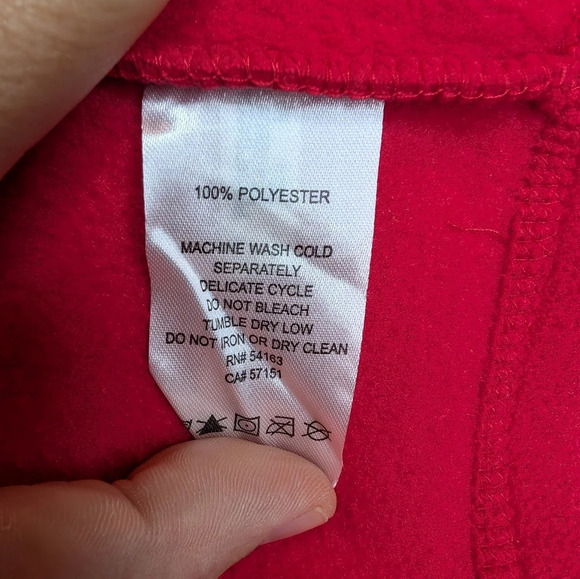 100% POLYESTER
MACHINE WASH COLD
SEPARATELY
DELICATE CYCLE
DO NOT BLEACH
TUMBLE DRY LOW
DO NOT IRON OR DRY CLEAN
RN# 54163
CA# 57151